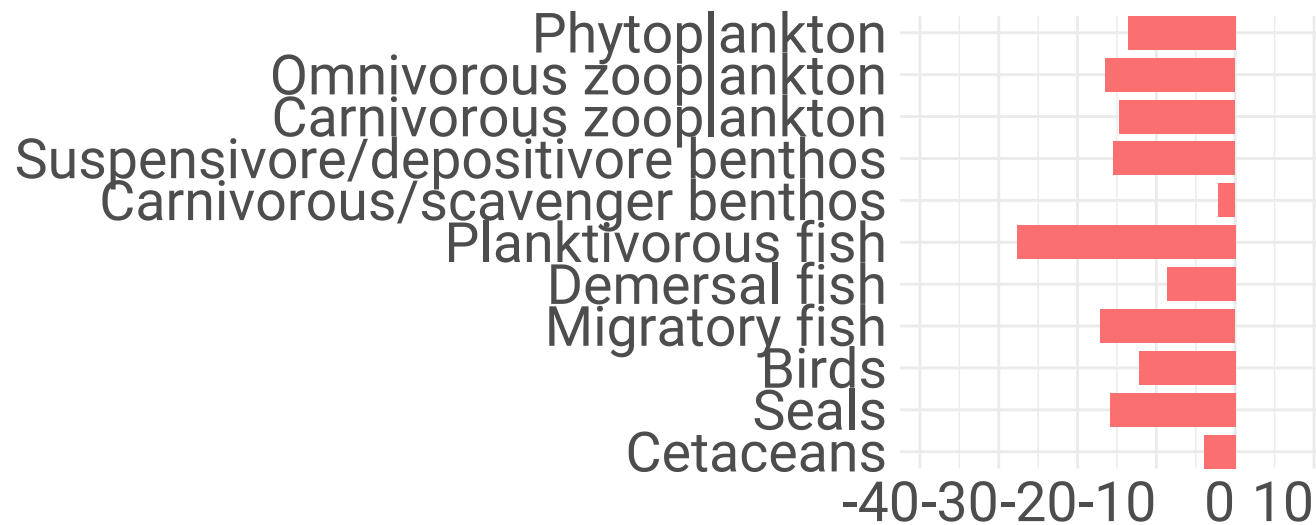 Phytoplankton
Omnivorous zooplankton
Carnivorous zooplankton
Suspensivore/depositivore benthos
Carnivorous/scavenger benthos
Planktivorous fish
Demersal fish
Migratory fish
Birds
Seals
Cetaceans
-40 -30 -20 -10 0 10